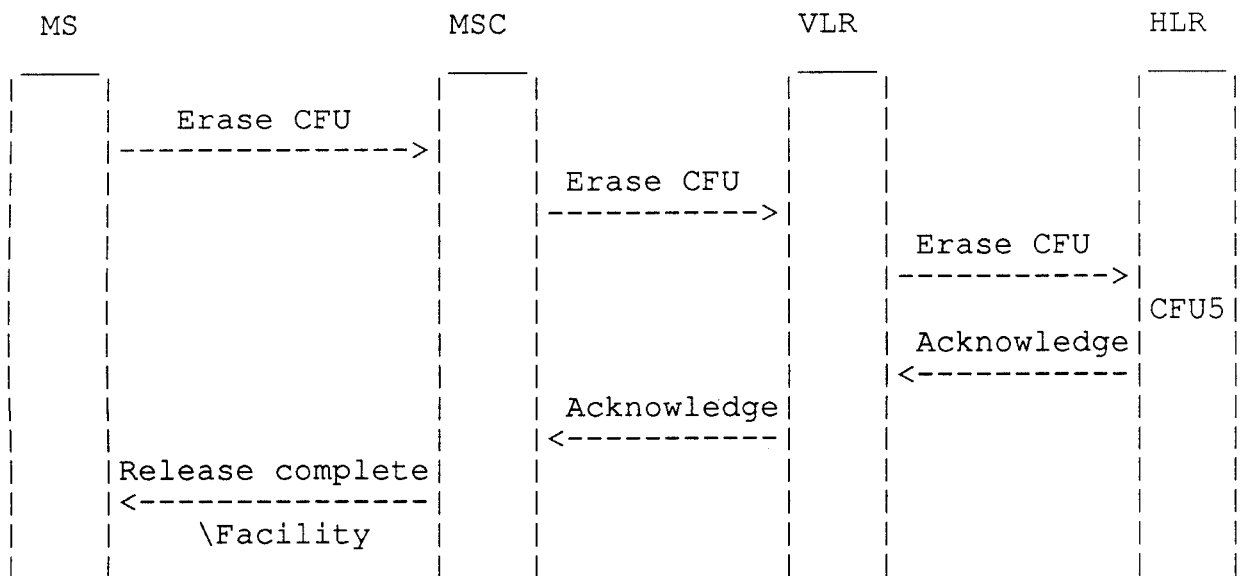 MS MSC VLR HLR
Erase CFU
Erase CFU
Erase CFU
CFU5
Acknowledge
Acknowledge
Release complete
\Facility